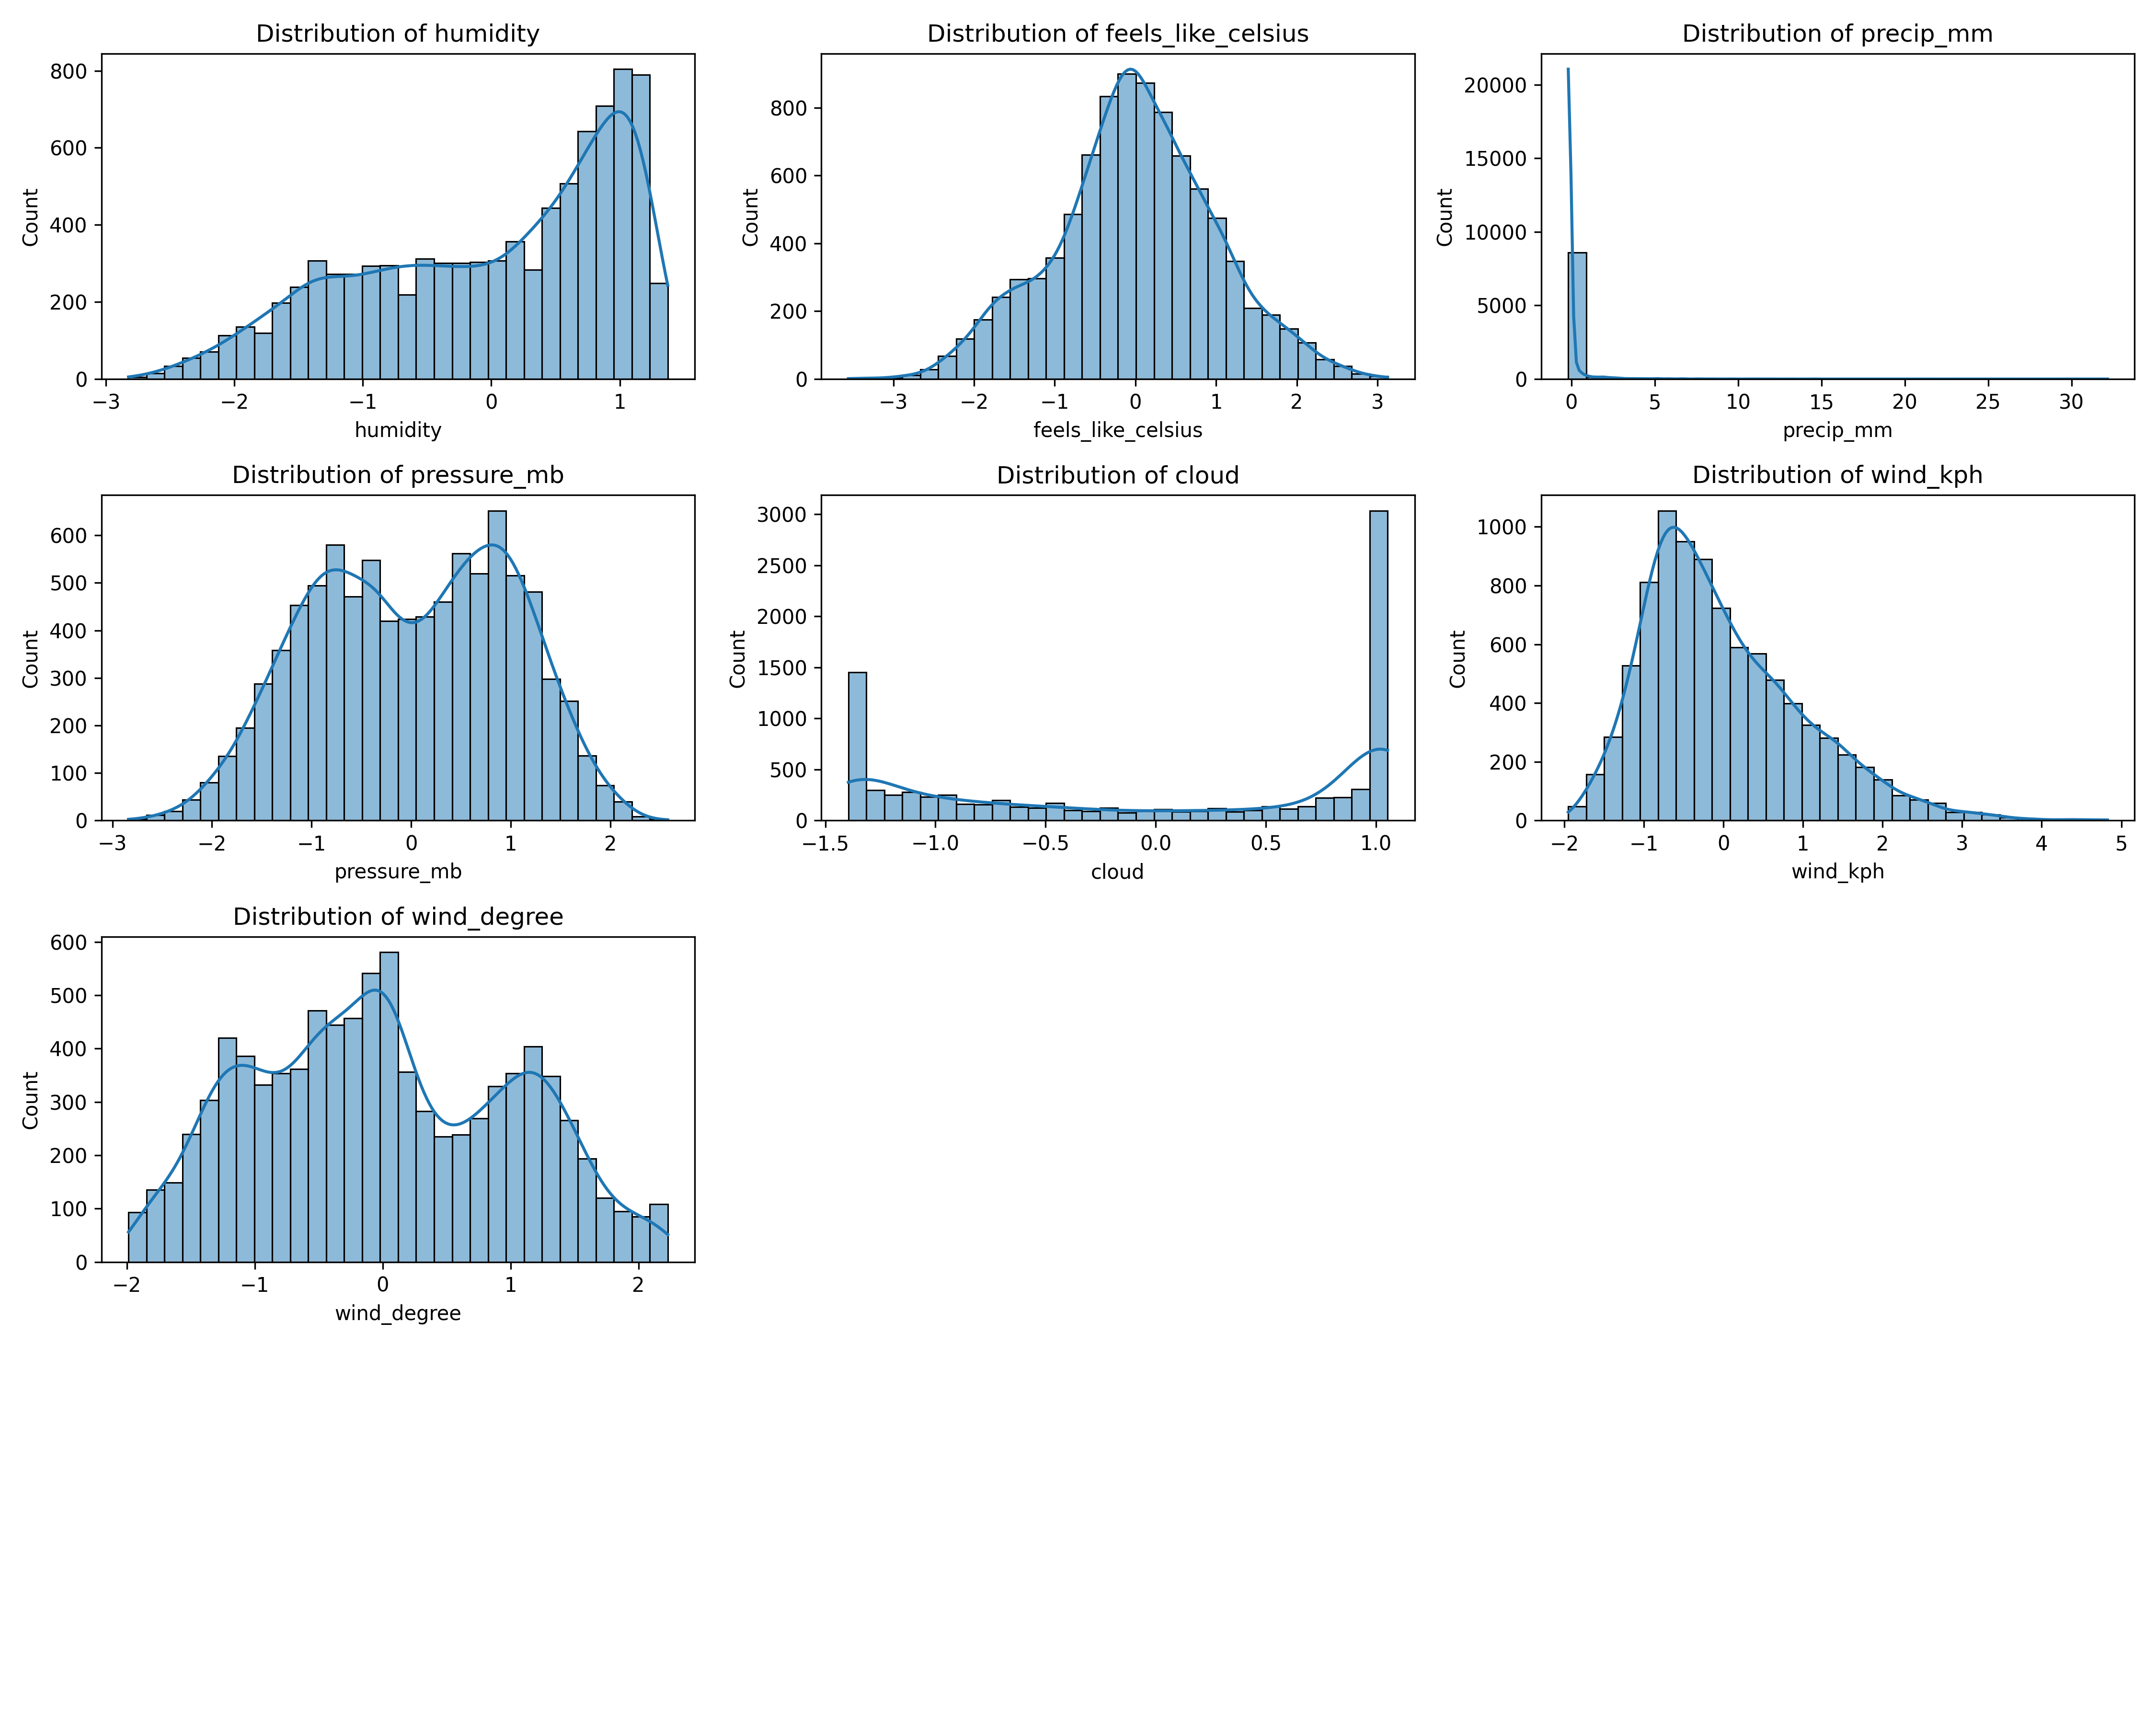 Distribution of humidity
800
600
400
200
0
Count
−3 −2 −1 0 1
humidity
Distribution of feels_like_celsius
800
600
400
200
0
Count
−3 −2 −1 0 1 2 3
feels_like_celsius
Distribution of precip_mm
20000
15000
10000
5000
0
Count
0 5 10 15 20 25 30
precip_mm
Distribution of pressure_mb
600
500
400
300
200
100
0
Count
−3 −2 −1 0 1 2
pressure_mb
Distribution of cloud
3000
2500
2000
1500
1000
500
0
Count
−1.5 −1.0 −0.5 0.0 0.5 1.0
cloud
Distribution of wind_kph
1000
800
600
400
200
0
Count
−2 −1 0 1 2 3 4 5
wind_kph
Distribution of wind_degree
600
500
400
300
200
100
0
Count
−2 −1 0 1 2
wind_degree